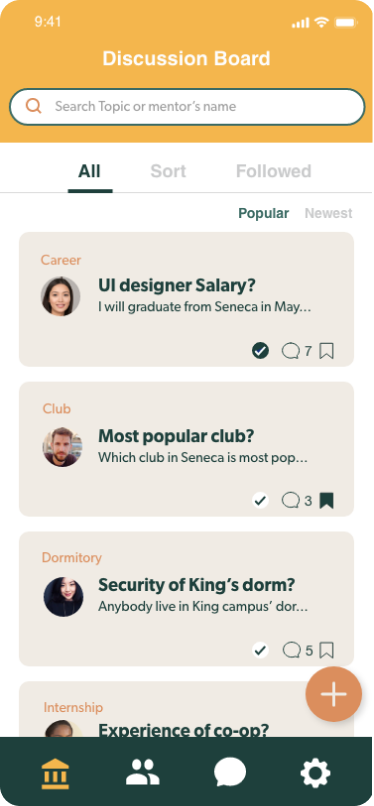 9:41
Discussion Board
Search Topic or mentor's name
All Sort Followed
Popular Newest
Career
UI designer Salary?
I will graduate from Seneca in May...
7
Club
Most popular club?
Which club in Seneca is most pop...
3
Dormitory
Security of King's dorm?
Anybody live in King campus' dor...
5
Internship
Experience of co-op?